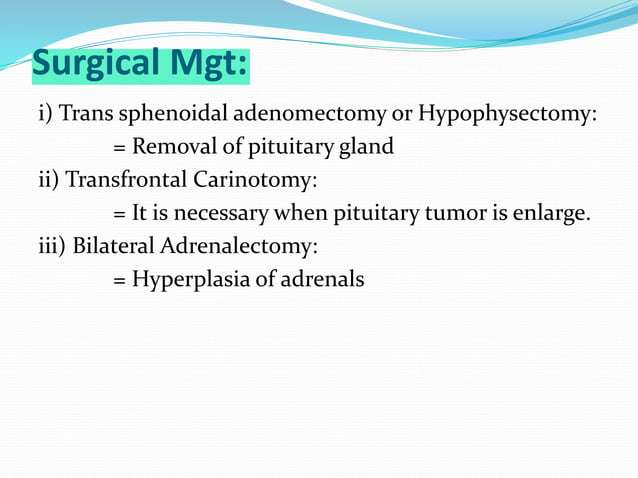 Surgical Mgt:
i) Trans sphenoidal adenomectomy or Hypophysectomy:
= Removal of pituitary gland
ii) Transfrontal Carinotomy:
= It is necessary when pituitary tumor is enlarge.
iii) Bilateral Adrenalectomy:
= Hyperplasia of adrenals